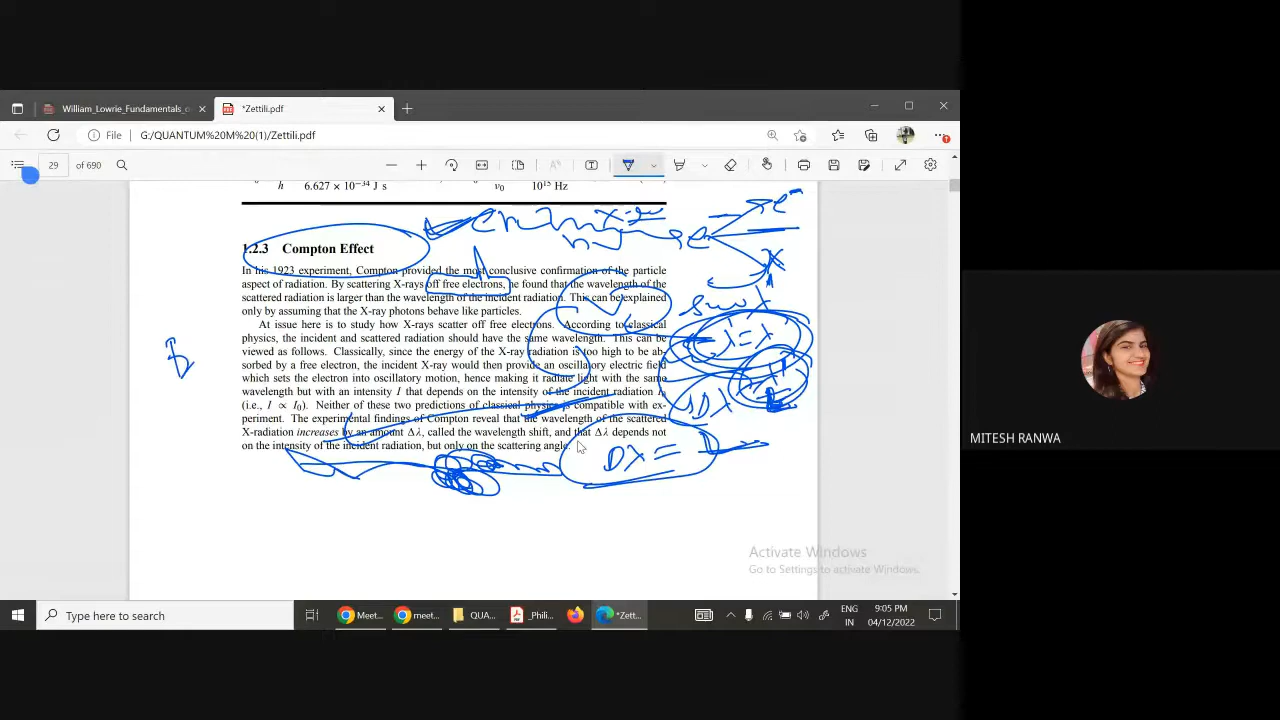 William_Lowrie_Fundamentals_o
*Zettili.pdf
File
G:/QUANTUM%20M%20(1)/Zettili.pdf
29 of 690
h 6.627 × 10−34 J s ν0 1015 Hz
X-ray
e−
e
1.2.3 Compton Effect
In his 1923 experiment, Compton provided the most conclusive confirmation of the particle
aspect of radiation. By scattering X-rays off free electrons, he found that the wavelength of the
scattered radiation is larger than the wavelength of the incident radiation. This can be explained
only by assuming that the X-ray photons behave like particles.
At issue here is to study how X-rays scatter off free electrons. According to classical
physics, the incident and scattered radiation should have the same wavelength. This can be
viewed as follows. Classically, since the energy of the X-ray radiation is too high to be ab-
sorbed by a free electron, the incident X-ray would then provide an oscillatory electric field
which sets the electron into oscillatory motion, hence making it radiate light with the same
wavelength but with an intensity I that depends on the intensity of the incident radiation I0
(i.e., I ∝ I0). Neither of these two predictions of classical physics is compatible with ex-
periment. The experimental findings of Compton reveal that the wavelength of the scattered
X-radiation increases by an amount Δλ, called the wavelength shift, and that Δλ depends not
on the intensity of the incident radiation, but only on the scattering angle.
λ = λ
Δλ
Δλ =
MITESH RANWA
Activate Windows
Go to Settings to activate Windows.
Type here to search
Meet...
meet...
QUA...
_Phili...
*Zett...
ENG
IN
9:05 PM
04/12/2022